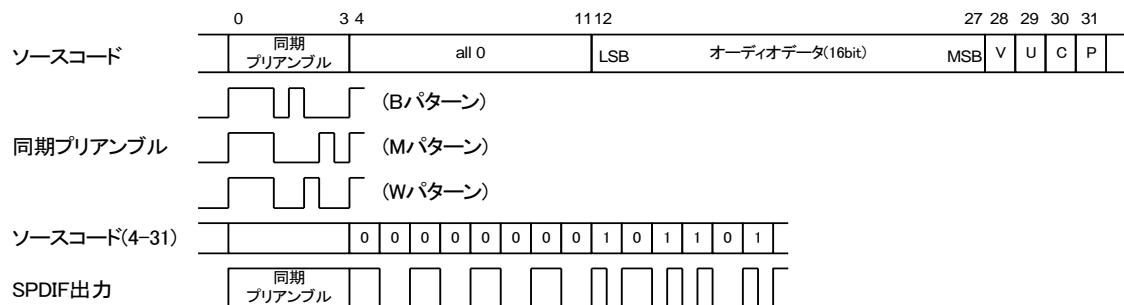 0 3 4 11 12 27 28 29 30 31
ソースコード 同期プリアンブル all 0 LSB オーディオデータ(16bit) MSB V U C P
(Bパターン)
同期プリアンブル (Mパターン)
(Wパターン)
ソースコード(4-31) 0 0 0 0 0 0 0 0 1 0 1 1 0 1
SPDIF出力 同期プリアンブル